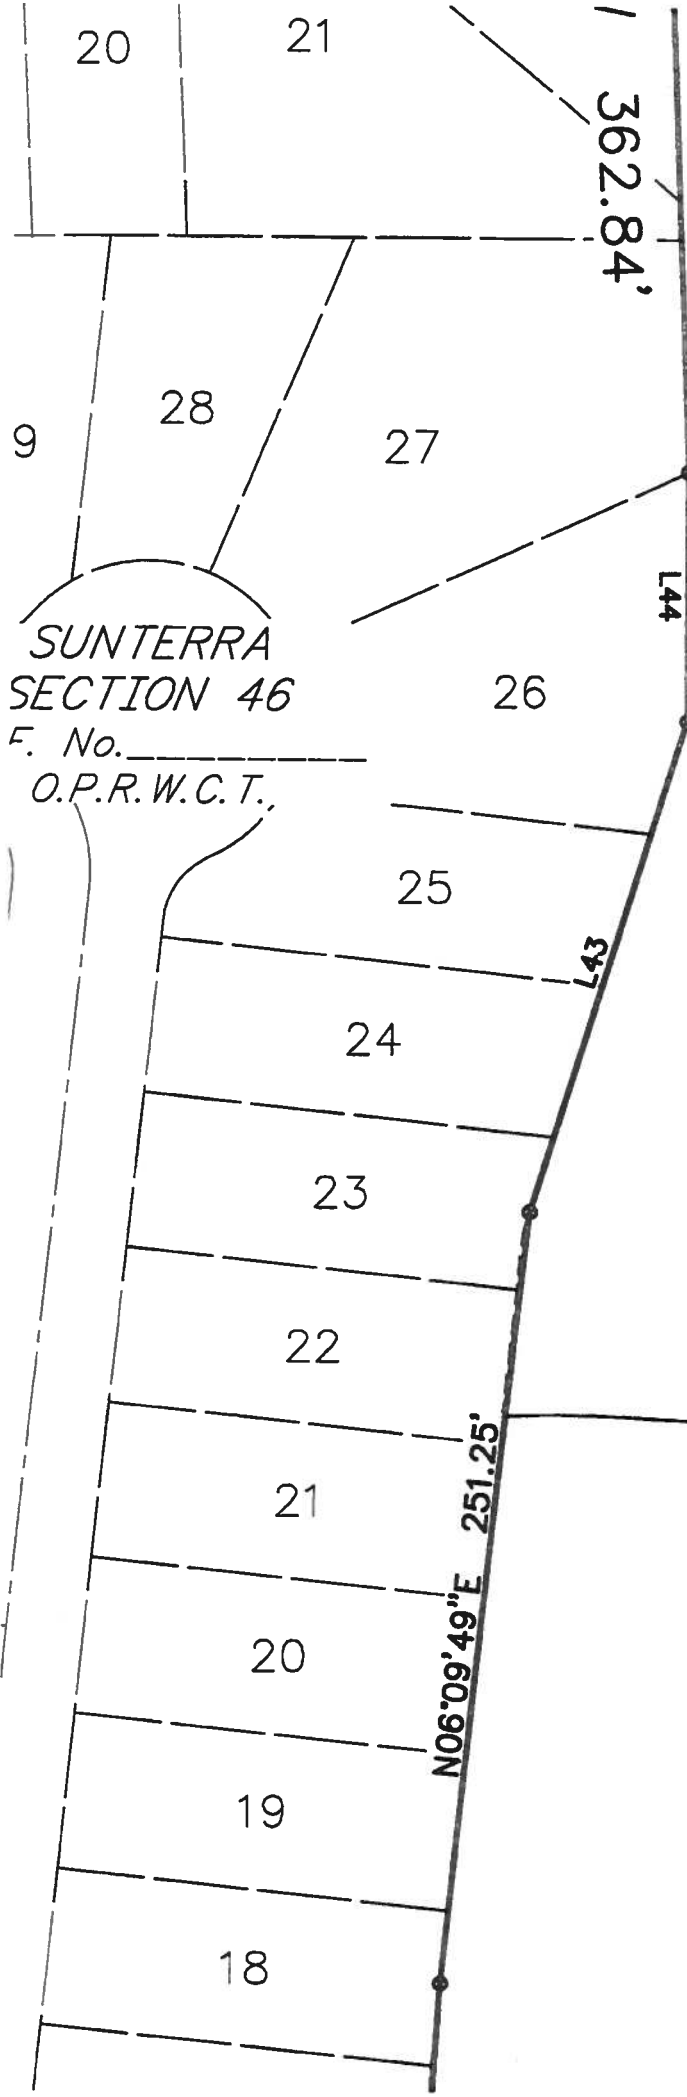 20
21
362.84'
28
9
27
L44
SUNTERRA
SECTION 46
F. No.__________
O.P.R.W.C.T.,
26
25
L43
24
23
22
21
N06°09'49"E 251.25'
20
19
18